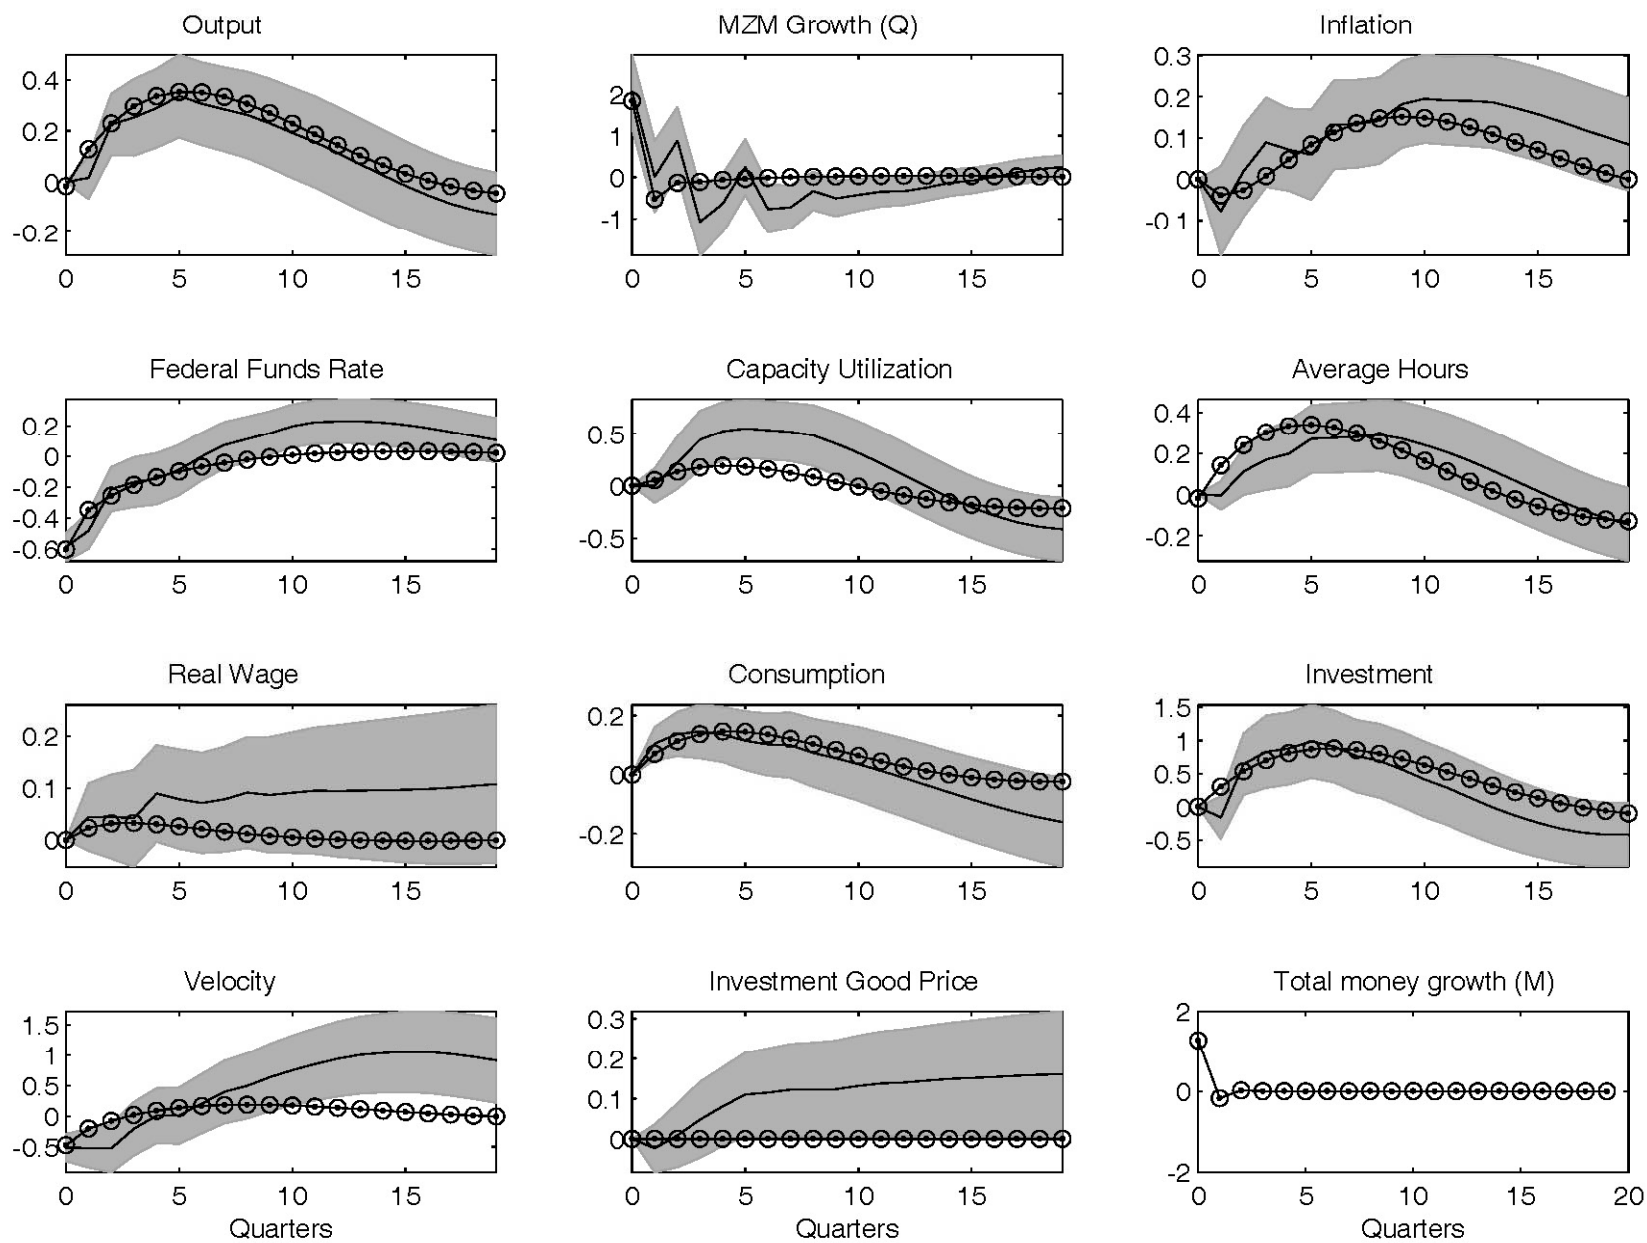 Output
MZM Growth (Q)
Inflation
0.4
0.2
0
-0.2
0 5 10 15
2
1
0
-1
0 5 10 15
0.3
0.2
0.1
0
-0.1
0 5 10 15 20
Federal Funds Rate
Capacity Utilization
Average Hours
0.2
0
-0.2
-0.4
-0.6
0 5 10 15
0.5
0
-0.5
0 5 10 15
0.4
0.2
0
-0.2
0 5 10 15 20
Real Wage
Consumption
Investment
0.2
0.1
0
0 5 10 15
0.2
0
-0.2
0 5 10 15
1.5
1
0.5
0
-0.5
0 5 10 15 20
Velocity
Investment Good Price
Total money growth (M)
1.5
1
0.5
0
-0.5
0 5 10 15
Quarters
0.3
0.2
0.1
0
0 5 10 15
Quarters
2
0
-2
0 5 10 15 20
Quarters